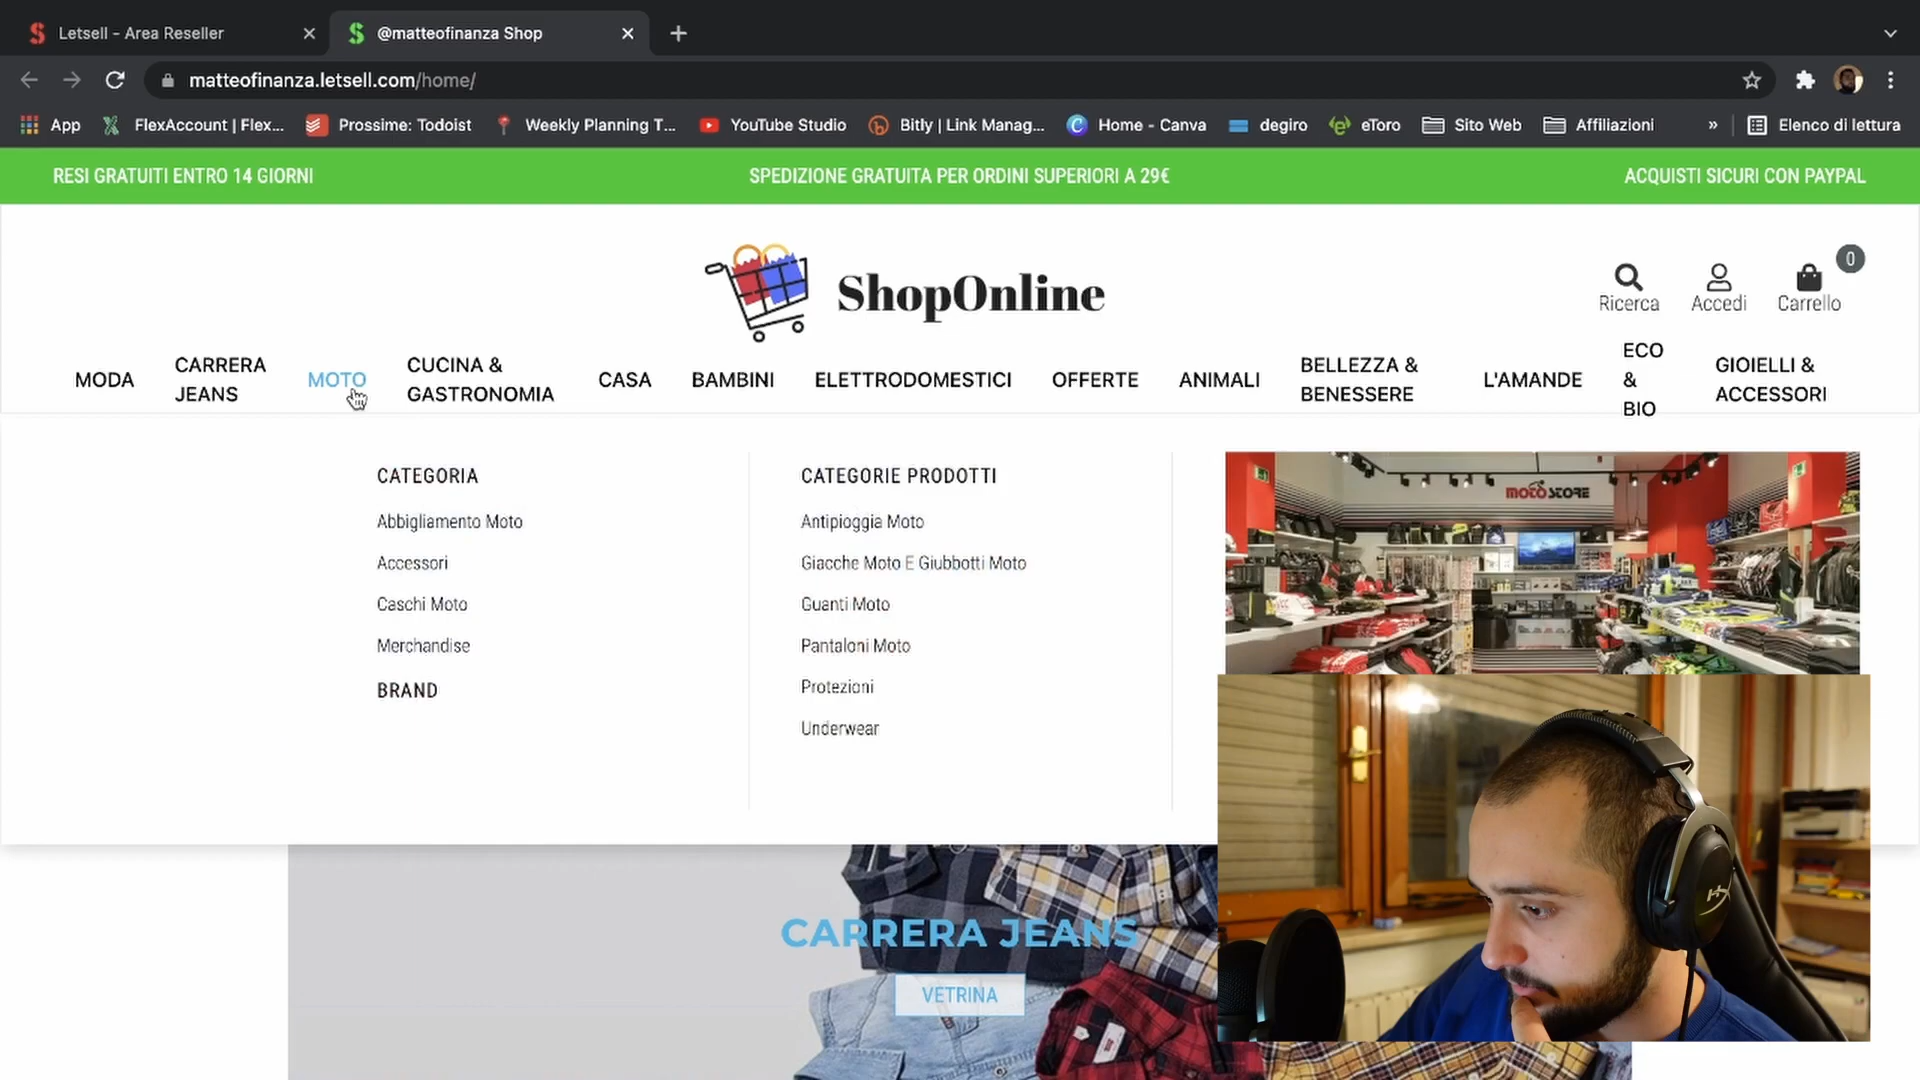 Letsell - Area Reseller
@matteofinanza Shop
matteofinanza.letsell.com/home/
App
FlexAccount | Flex...
Prossime: Todoist
Weekly Planning T...
YouTube Studio
Bitly | Link Manag...
Home - Canva
degiro
eToro
Sito Web
Affiliazioni
»
Elenco di lettura
RESI GRATUITI ENTRO 14 GIORNI
SPEDIZIONE GRATUITA PER ORDINI SUPERIORI A 29€
ACQUISTI SICURI CON PAYPAL
ShopOnline
0
Ricerca
Accedi
Carrello
MODA
CARRERA
JEANS
MOTO
CUCINA &
GASTRONOMIA
CASA
BAMBINI
ELETTRODOMESTICI
OFFERTE
ANIMALI
BELLEZZA &
BENESSERE
L'AMANDE
ECO
&
BIO
GIOIELLI &
ACCESSORI
CATEGORIA
Abbigliamento Moto
Accessori
Caschi Moto
Merchandise
BRAND
CATEGORIE PRODOTTI
Antipioggia Moto
Giacche Moto E Giubbotti Moto
Guanti Moto
Pantaloni Moto
Protezioni
Underwear
MOTO STORE
CARRERA JEANS
VETRINA